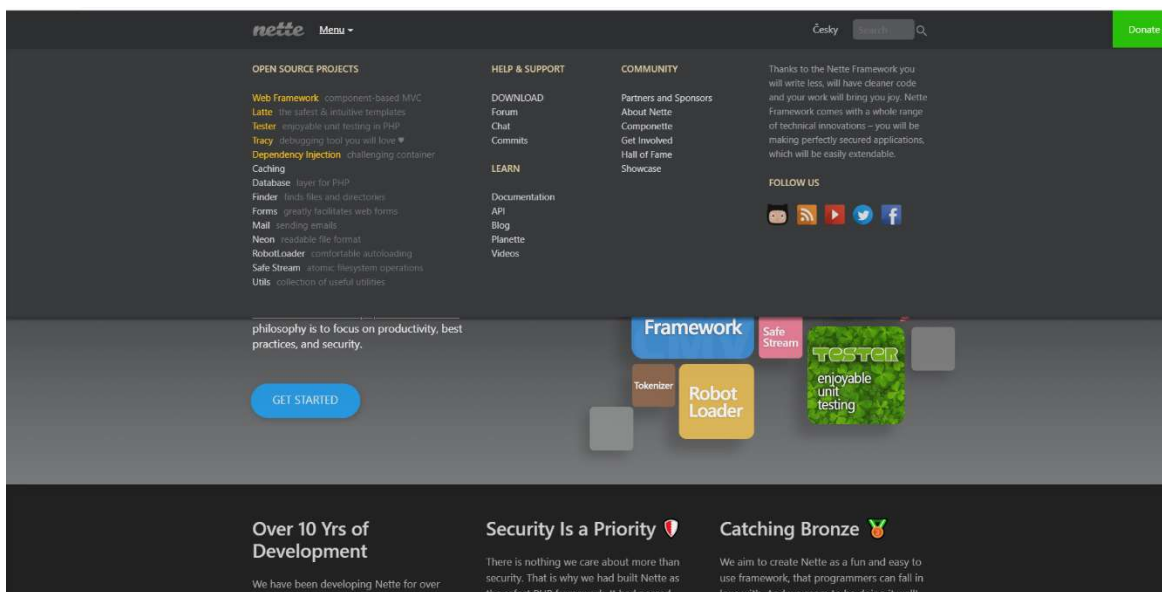 nette Menu
Česky Search
Donate
OPEN SOURCE PROJECTS
Web Framework component-based MVC
Latte the safest & intuitive templates
Tester enjoyable unit testing in PHP
Tracy debugging tool you will love ♥
Dependency Injection challenging container
Caching
Database layer for PHP
Finder finds files and directories
Forms greatly facilitates web forms
Mail sending emails
Neon readable file format
RobotLoader comfortable autoloading
Safe Stream atomic filesystem operations
Utils collection of useful utilities
HELP & SUPPORT
DOWNLOAD
Forum
Chat
Commits
LEARN
Documentation
API
Blog
Planette
Videos
COMMUNITY
Partners and Sponsors
About Nette
Componette
Get Involved
Hall of Fame
Showcase
Thanks to the Nette Framework you
will write less, will have cleaner code
and your work will bring you joy. Nette
Framework comes with a whole range
of technical innovations – you will be
making perfectly secured applications,
which will be easily extendable.
FOLLOW US
philosophy is to focus on productivity, best
practices, and security.
GET STARTED
Framework
Safe
Stream
TESTER
enjoyable
unit
testing
Tokenizer
Robot
Loader
Over 10 Yrs of
Development
We have been developing Nette for over
Security Is a Priority
There is nothing we care about more than
security. That is why we had built Nette as
Catching Bronze
We aim to create Nette as a fun and easy to
use framework, that programmers can fall in